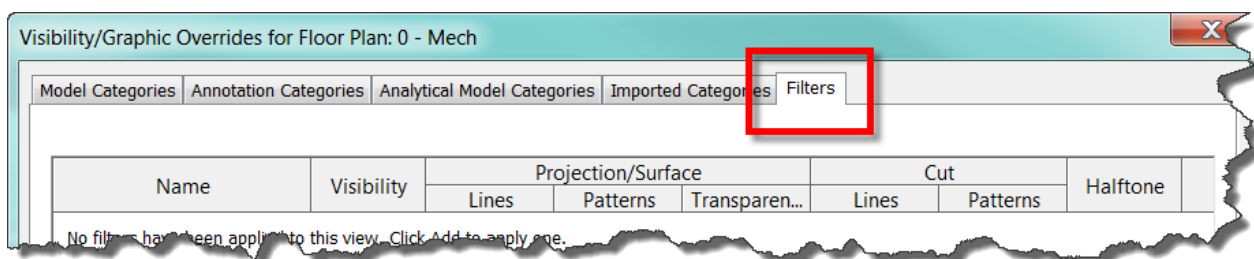 Visibility/Graphic Overrides for Floor Plan: 0 - Mech
X
Model Categories Annotation Categories Analytical Model Categories Imported Categories Filters
Name Visibility Projection/Surface Cut Halftone
Lines Patterns Transparen... Lines Patterns
No filters have been applied to this view. Click Add to apply one.